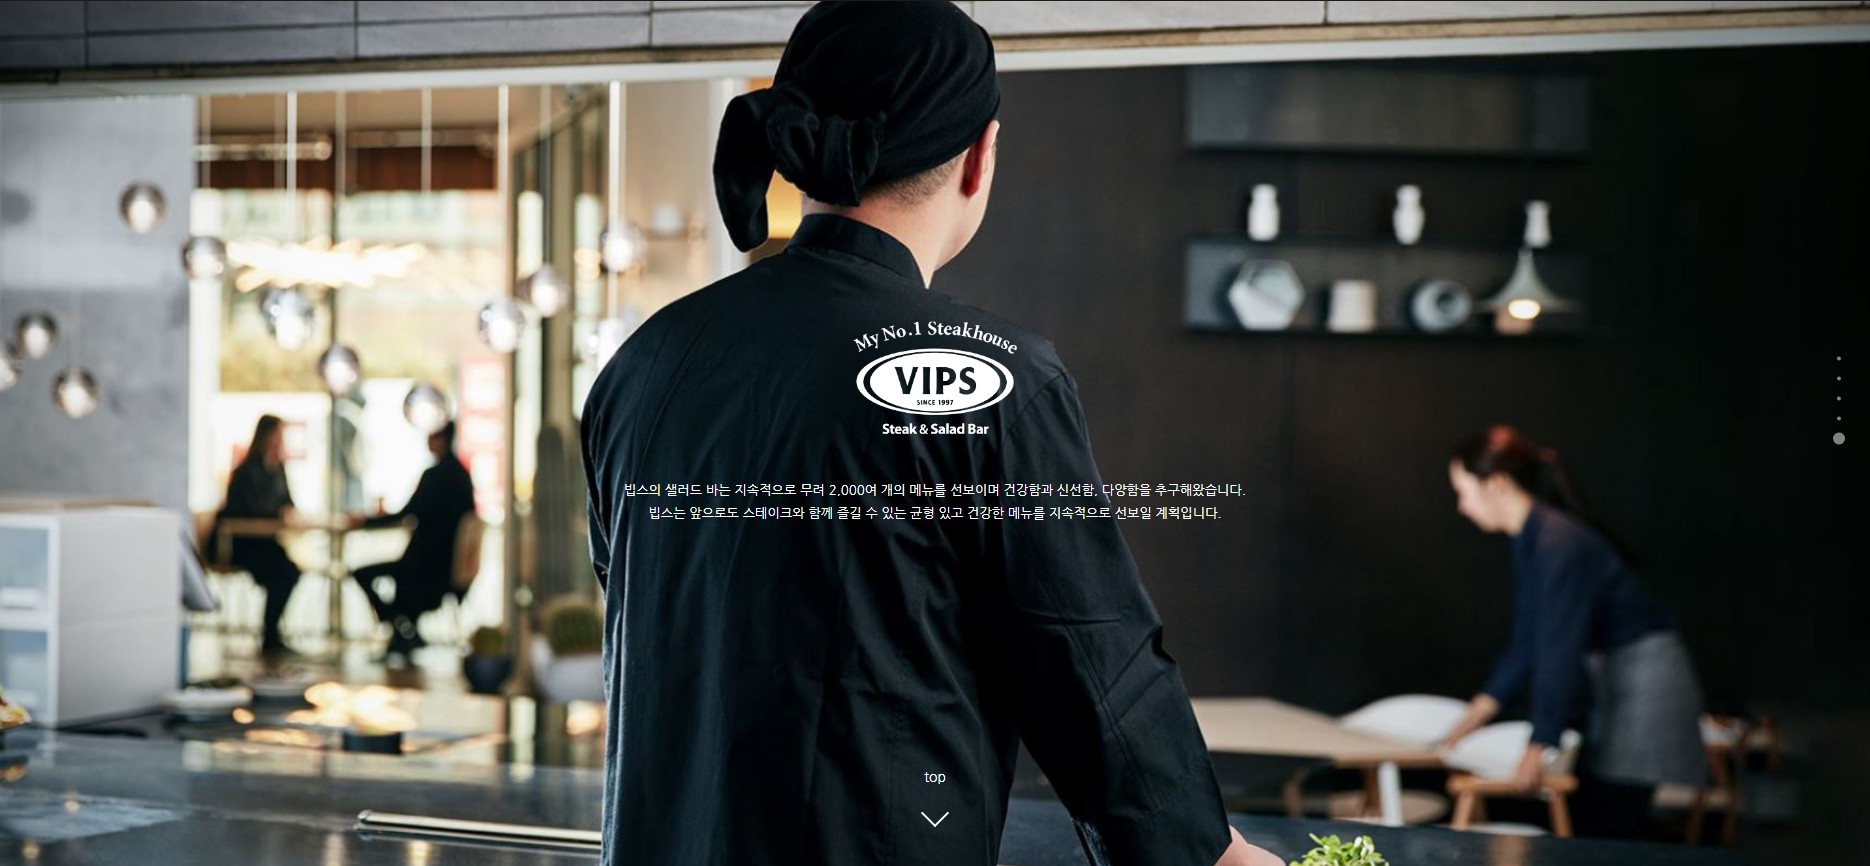 My No.1 Steakhouse
VIPS
SINCE 1997
Steak & Salad Bar
빕스의 샐러드 바는 지속적으로 무려 2,000여 개의 메뉴를 선보이며 건강함과 신선함, 다양함을 추구해왔습니다.
빕스는 앞으로도 스테이크와 함께 즐길 수 있는 균형 있고 건강한 메뉴를 지속적으로 선보일 계획입니다.
top